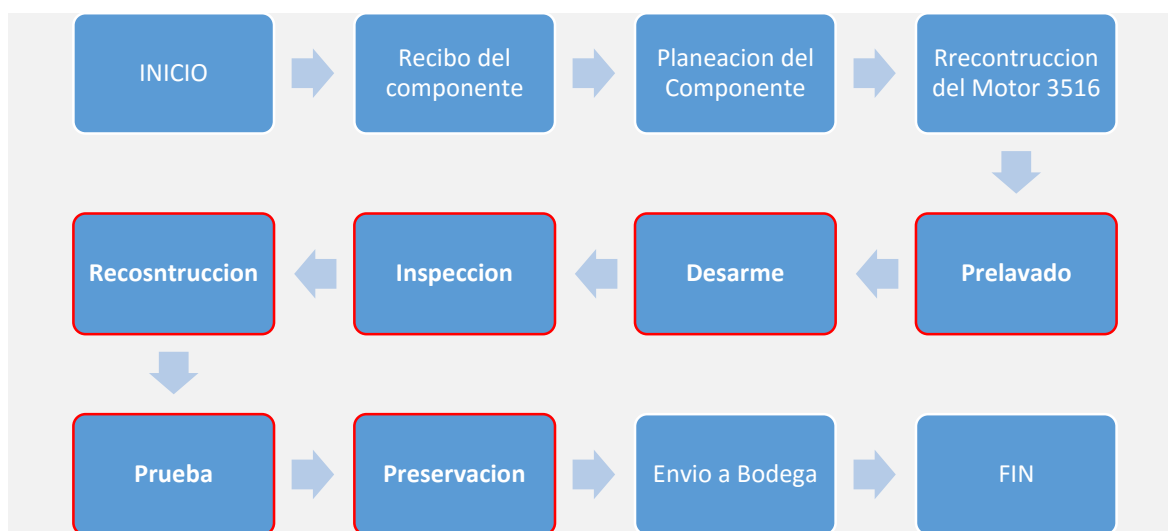 INICIO
Recibo del
componente
Planeacion del
Componente
Rrecontruccion
del Motor 3516
Prelavado
Desarme
Inspeccion
Recosntruccion
Prueba
Preservacion
Envio a Bodega
FIN